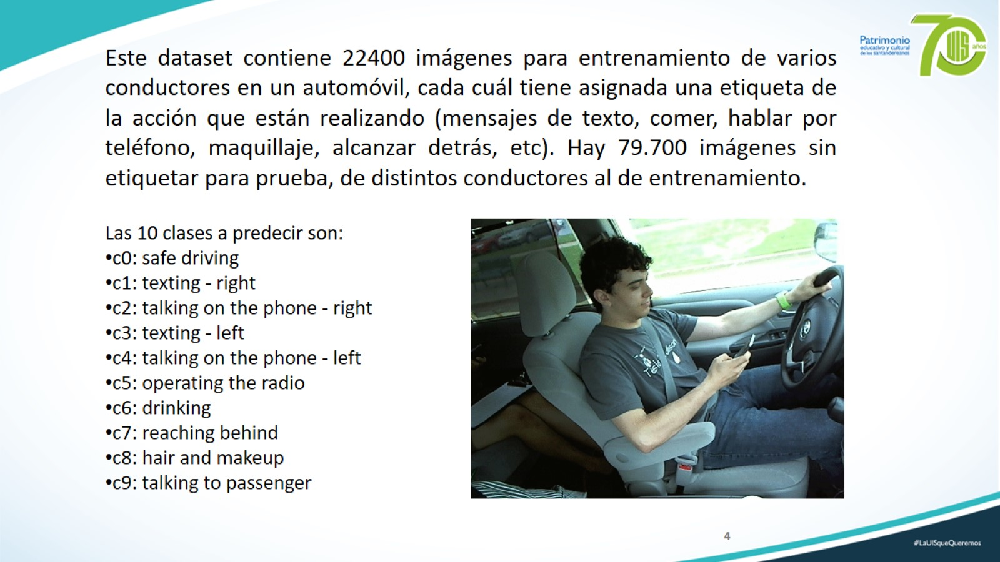 Patrimonio
educativo y cultural
de los santandereanos
70
UIS
años
Este dataset contiene 22400 imágenes para entrenamiento de varios
conductores en un automóvil, cada cuál tiene asignada una etiqueta de
la acción que están realizando (mensajes de texto, comer, hablar por
teléfono, maquillaje, alcanzar detrás, etc). Hay 79.700 imágenes sin
etiquetar para prueba, de distintos conductores al de entrenamiento.
Las 10 clases a predecir son:
•c0: safe driving
•c1: texting - right
•c2: talking on the phone - right
•c3: texting - left
•c4: talking on the phone - left
•c5: operating the radio
•c6: drinking
•c7: reaching behind
•c8: hair and makeup
•c9: talking to passenger
4
#LaUISqueQueremos